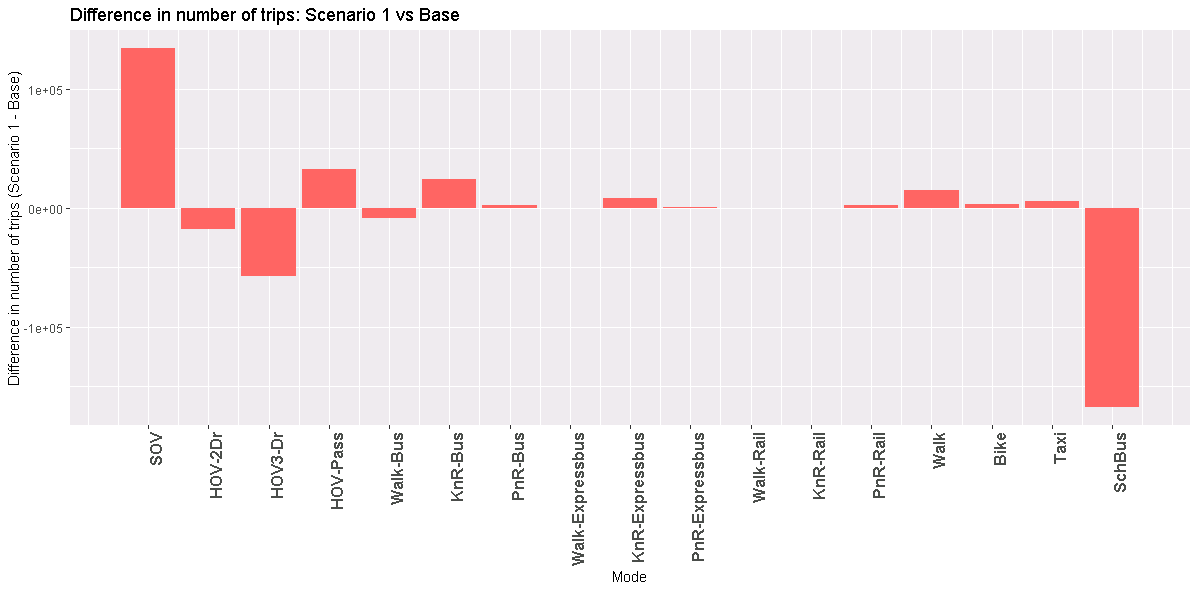 Difference in number of trips: Scenario 1 vs Base
Difference in number of trips (Scenario 1 - Base)
1e+05
0e+00
-1e+05
SOV
HOV-2Dr
HOV3-Dr
HOV-Pass
Walk-Bus
KnR-Bus
PnR-Bus
Walk-Expressbus
KnR-Expressbus
PnR-Expressbus
Walk-Rail
KnR-Rail
PnR-Rail
Walk
Bike
Taxi
SchBus
Mode